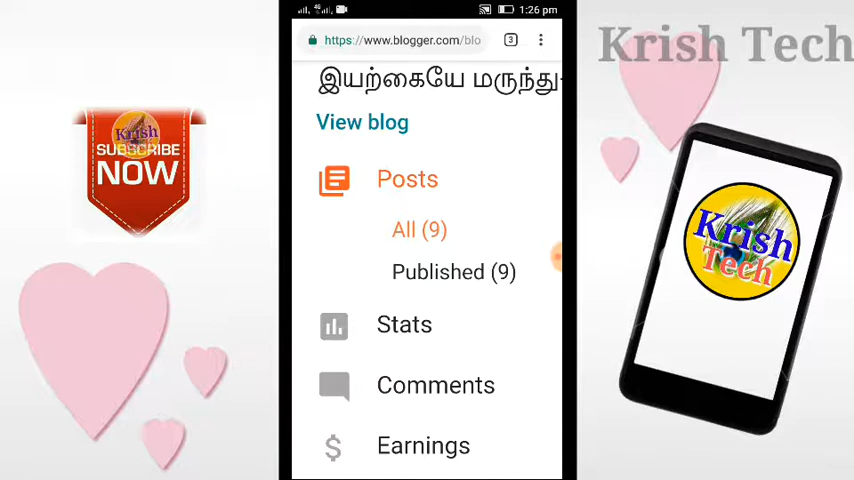 1:26 pm
Krish Tech
https://www.blogger.com/blo
3
இயற்கையே மருந்து-
View blog
Krish
SUBSCRIBE
NOW
Posts
All (9)
Published (9)
Krish
Tech
Stats
Comments
Earnings